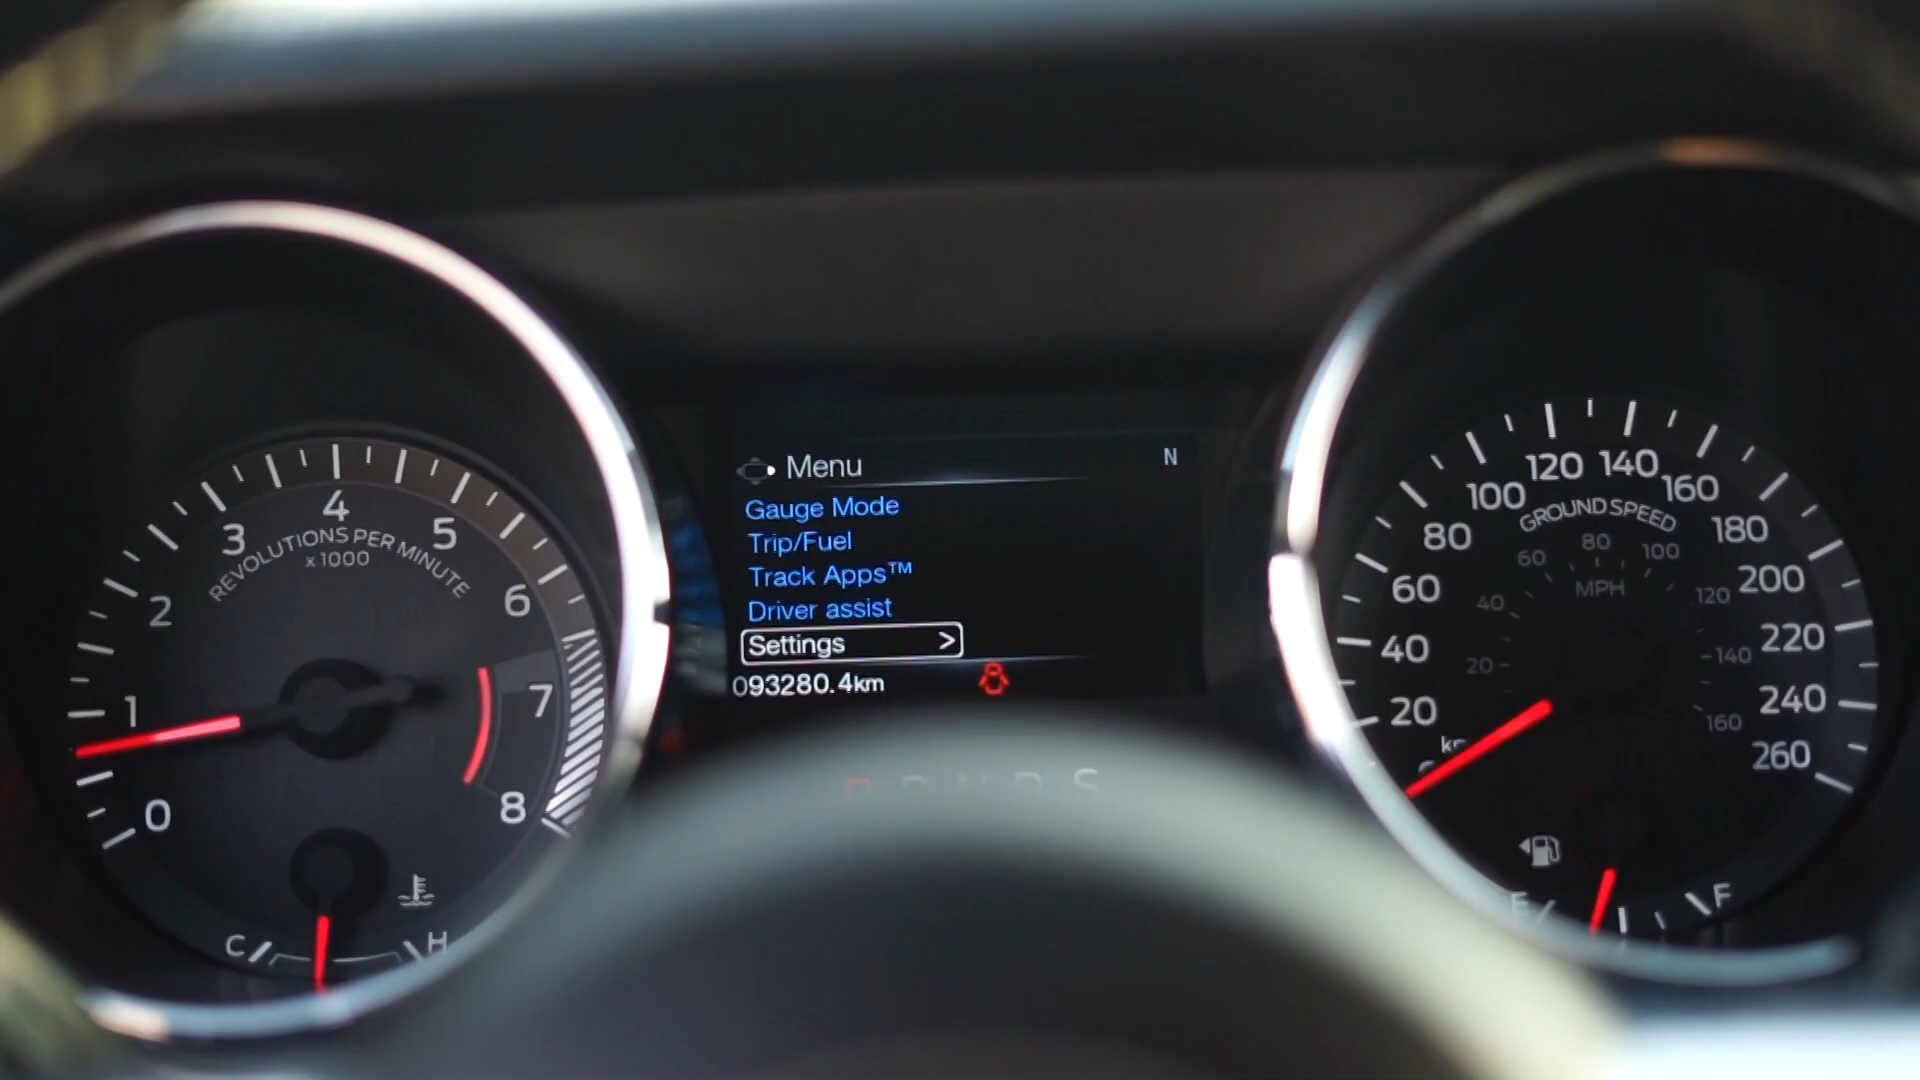 0
1
2
3
4
5
6
7
8
REVOLUTIONS PER MINUTE
x1000
C
H
Menu
N
Gauge Mode
Trip/Fuel
Track Apps™
Driver assist
Settings >
093280.4km
20
40
60
80
100
120
140
160
180
200
220
240
260
GROUND SPEED
MPH
20
40
60
80
100
120
140
160
E
F